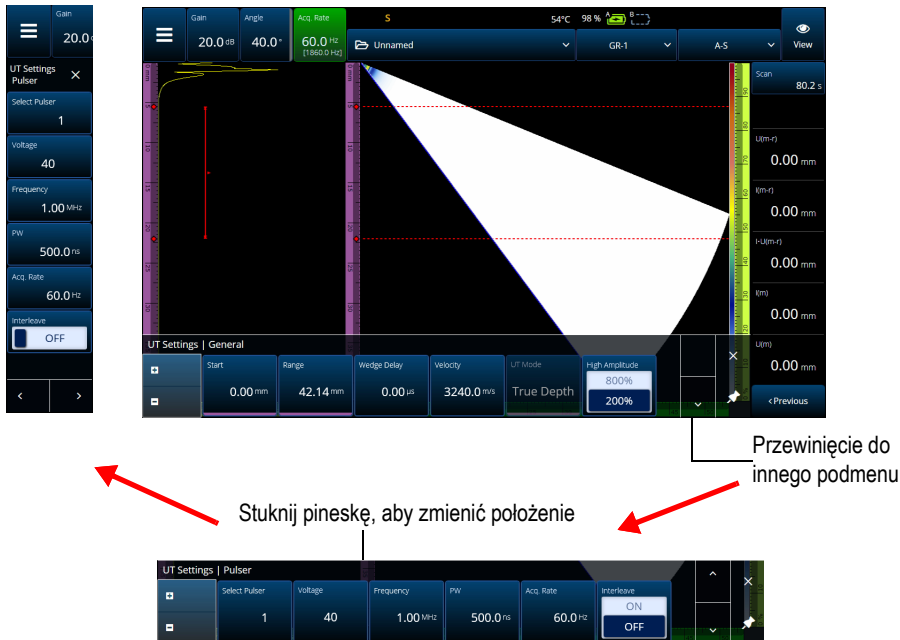 Gain
20.0
UT Settings
Pulser
×
Select Pulser
1
Voltage
40
Frequency
1.00 MHz
PW
500.0 ns
Acq. Rate
60.0 Hz
Interleave
OFF
< >
Gain
20.0 dB
Angle
40.0 °
Acq. Rate
60.0 Hz
[1860.0 Hz]
S
54°C 98 % A B
Unnamed
GR-1
A-S
View
Scan
80.2 s
U(m-r)
0.00 mm
I(m-r)
0.00 mm
I-U(m-r)
0.00 mm
I(m)
0.00 mm
U(m)
0.00 mm
<Previous
UT Settings | General
×
Start
0.00 mm
Range
42.14 mm
Wedge Delay
0.00 µs
Velocity
3240.0 m/s
UT Mode
True Depth
High Amplitude
800%
200%
Przewinięcie do
innego podmenu
Stuknij pineskę, aby zmienić położenie
UT Settings | Pulser
×
Select Pulser
1
Voltage
40
Frequency
1.00 MHz
PW
500.0 ns
Acq. Rate
60.0 Hz
Interleave
ON
OFF